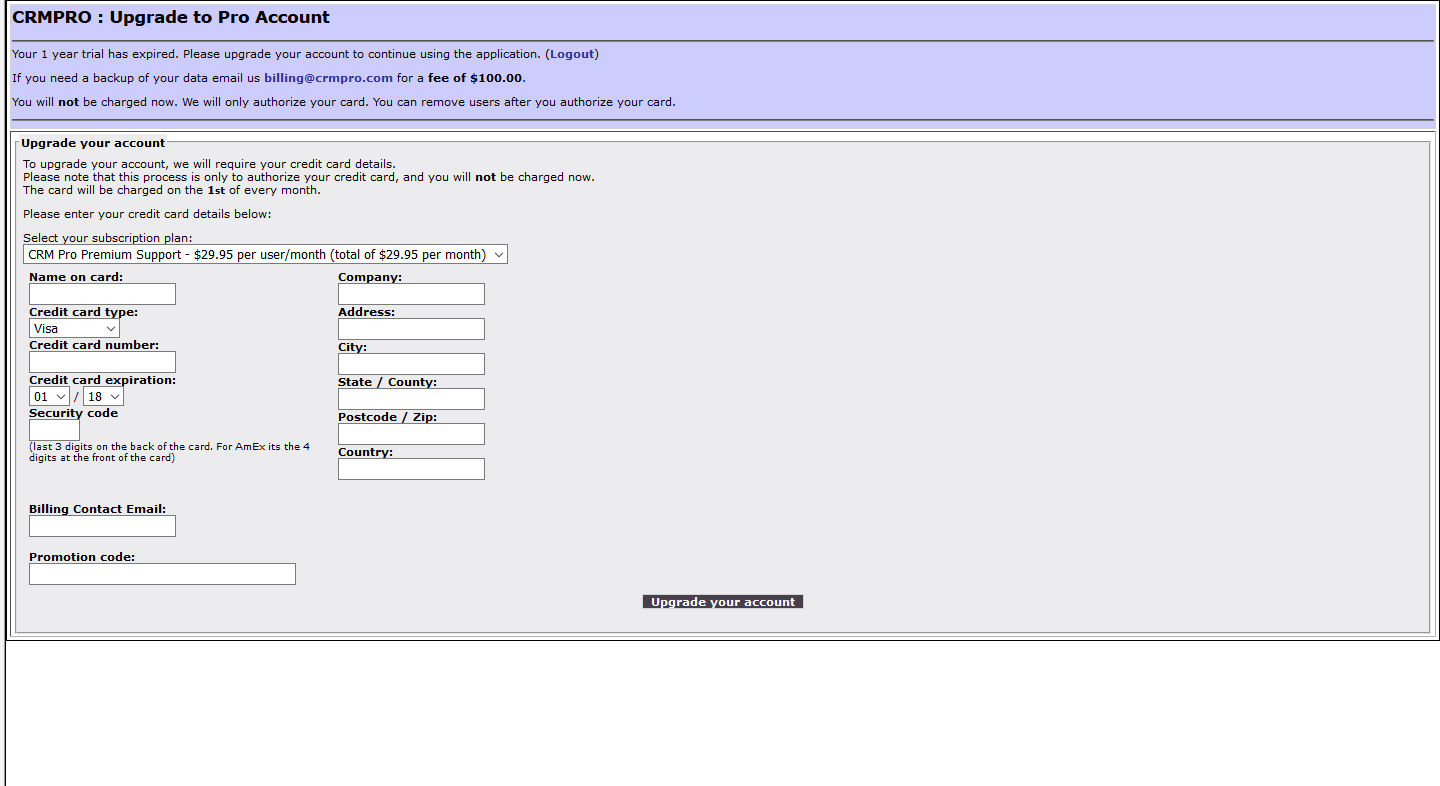 CRMPRO : Upgrade to Pro Account
Your 1 year trial has expired. Please upgrade your account to continue using the application. (Logout)
If you need a backup of your data email us billing@crmpro.com for a fee of $100.00.
You will not be charged now. We will only authorize your card. You can remove users after you authorize your card.
Upgrade your account
To upgrade your account, we will require your credit card details.
Please note that this process is only to authorize your credit card, and you will not be charged now.
The card will be charged on the 1st of every month.
Please enter your credit card details below:
Select your subscription plan:
CRM Pro Premium Support - $29.95 per user/month (total of $29.95 per month)
Name on card:
Credit card type:
Visa
Credit card number:
Credit card expiration:
01 / 18
Security code
(last 3 digits on the back of the card. For AmEx its the 4
digits at the front of the card)
Company:
Address:
City:
State / County:
Postcode / Zip:
Country:
Billing Contact Email:
Promotion code:
Upgrade your account